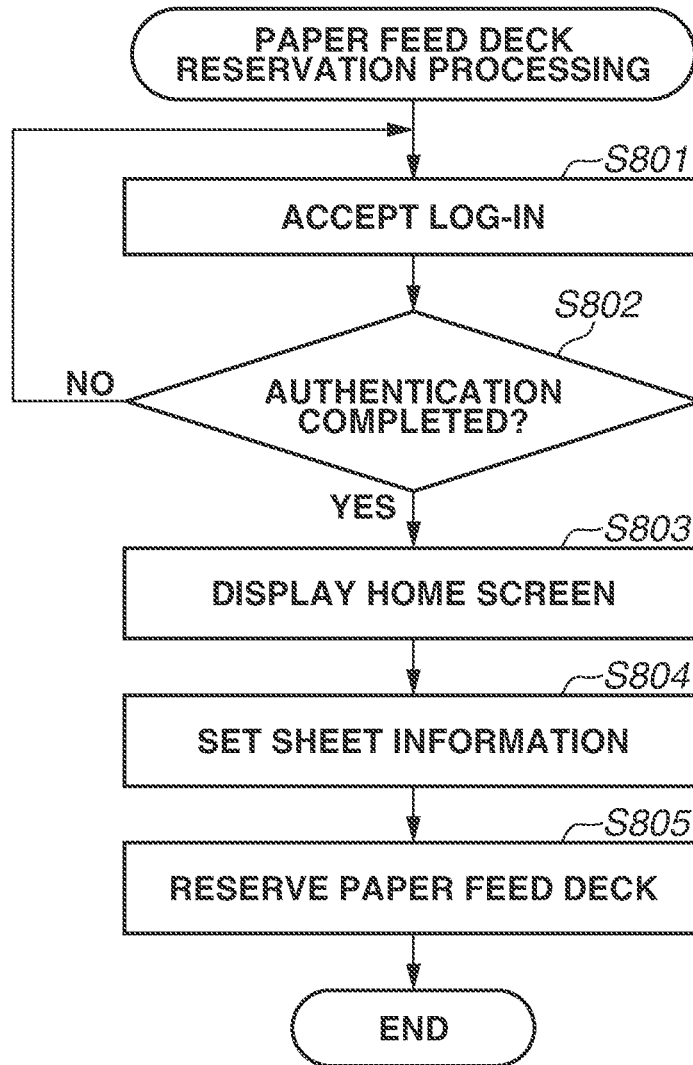 PAPER FEED DECK
RESERVATION PROCESSING
S801
ACCEPT LOG-IN
S802
NO
AUTHENTICATION
COMPLETED?
YES
S803
DISPLAY HOME SCREEN
S804
SET SHEET INFORMATION
S805
RESERVE PAPER FEED DECK
END